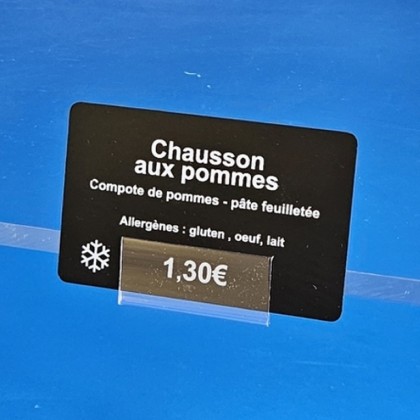 Chausson
aux pommes
Compote de pommes - pâte feuilletée
Allergènes : gluten , oeuf, lait
1,30€